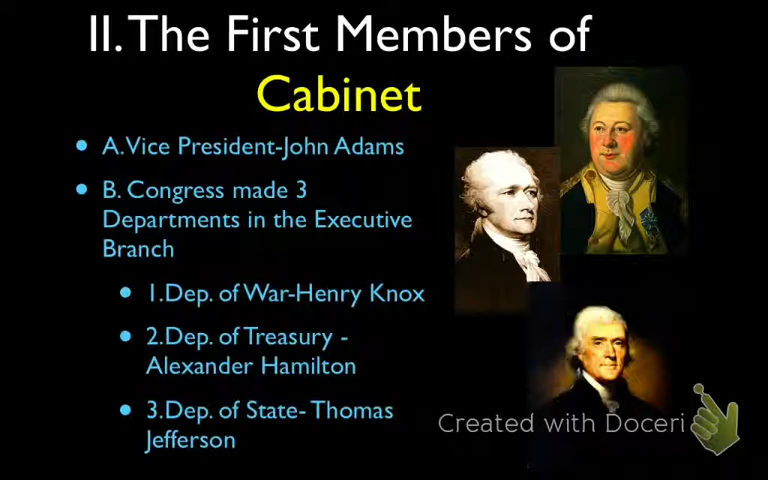 II. The First Members of
Cabinet
• A. Vice President-John Adams
• B. Congress made 3
Departments in the Executive
Branch
• 1.Dep. of War-Henry Knox
• 2.Dep. of Treasury -
Alexander Hamilton
• 3.Dep. of State- Thomas
Jefferson
Created with Doceri